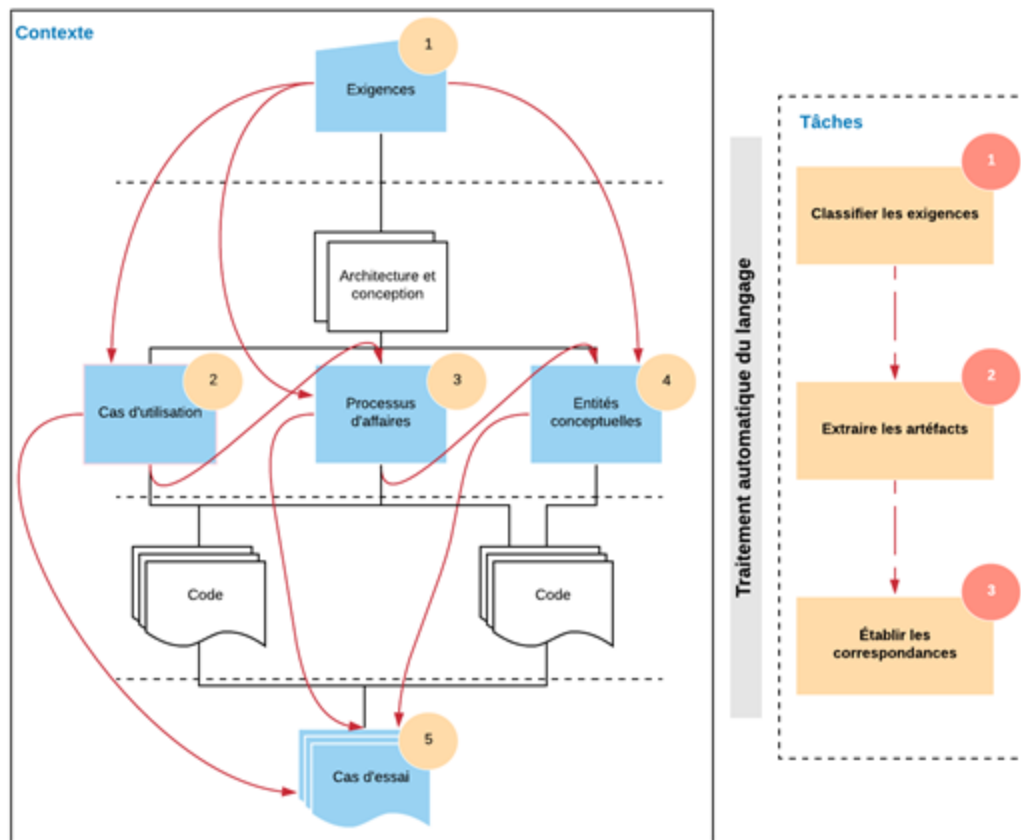 Contexte
1
Exigences
Architecture et
conception
2
Cas d'utilisation
3
Processus
d'affaires
4
Entités
conceptuelles
Code
Code
5
Cas d'essai
Traitement automatique du langage
Tâches
1
Classifier les exigences
2
Extraire les artéfacts
3
Établir les
correspondances